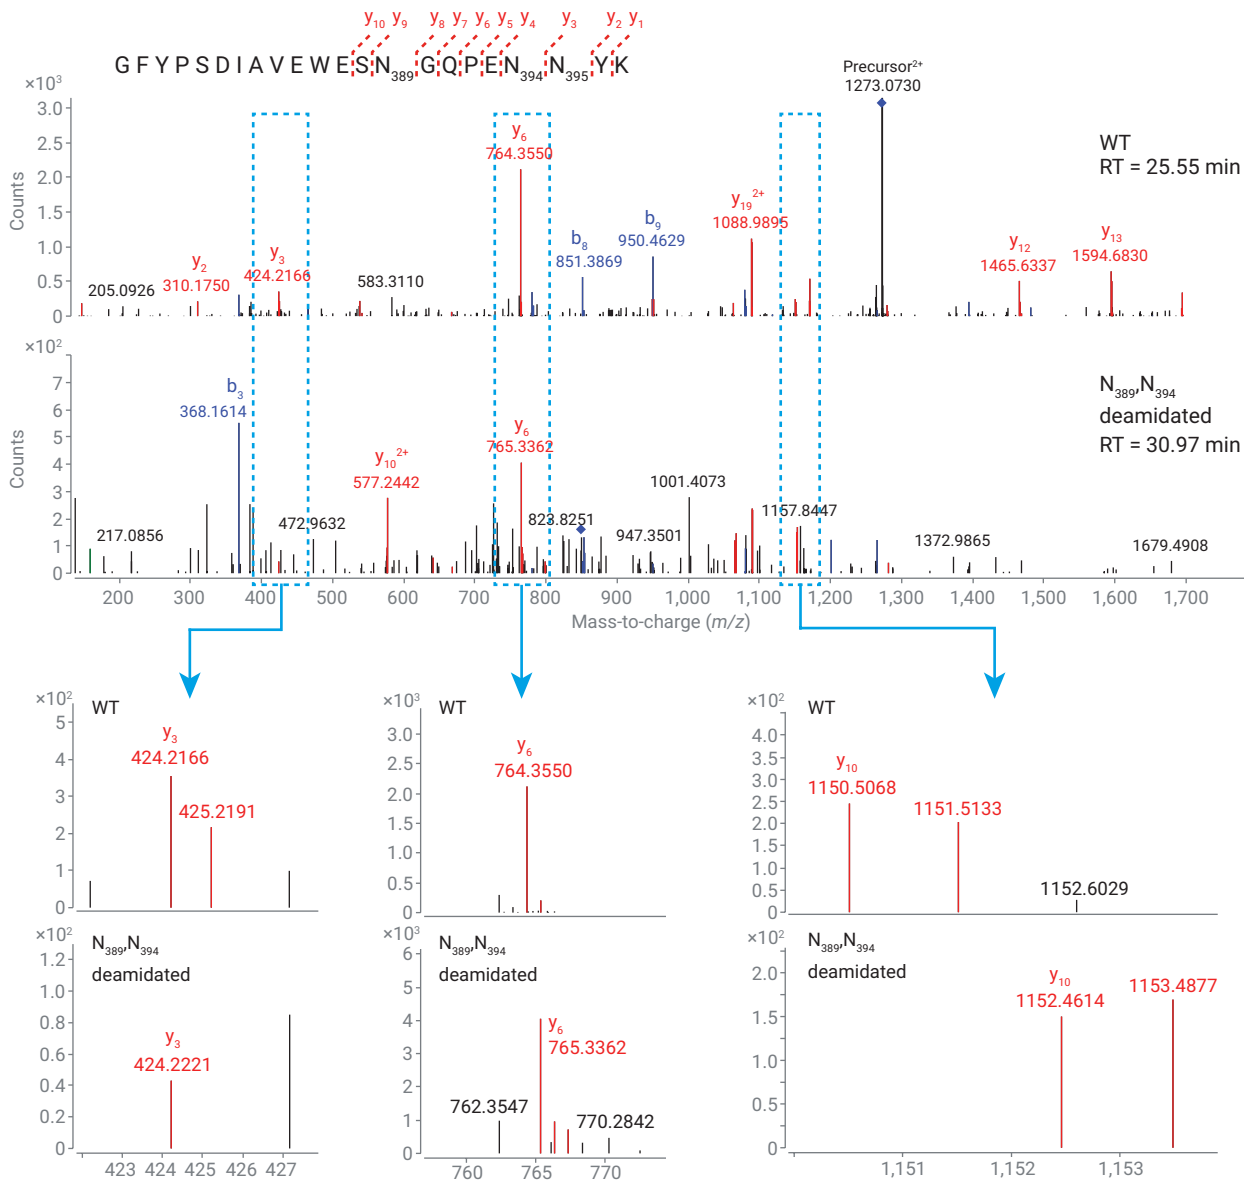 y10 y9 y8 y7 y6 y5 y4 y3 y2 y1
GFYPSDIAVEWESN389GQPEN394N395YK
×10³
Precursor²⁺
1273.0730
3.0
2.5
2.0
1.5
1.0
0.5
0
Counts
y6
764.3550
WT
RT = 25.55 min
y19²⁺
1088.9895
b9
950.4629
b8
851.3869
y13
1594.6830
y12
1465.6337
y3
424.2166
y2
310.1750
205.0926
583.3110
×10²
7
6
5
4
3
2
1
0
Counts
b3
368.1614
N389,N394
deamidated
RT = 30.97 min
y6
765.3362
y10²⁺
577.2442
1001.4073
217.0856
472.9632
823.8251
947.3501
1157.8447
1372.9865
1679.4908
200 300 400 500 600 700 800 900 1,000 1,100 1,200 1,300 1,400 1,500 1,600 1,700
Mass-to-charge (m/z)
×10²
WT
5
4
3
2
1
0
y3
424.2166
425.2191
×10³
WT
3.0
2.5
2.0
1.5
1.0
0.5
0
y6
764.3550
×10²
WT
4.0
3.5
3.0
2.5
2.0
1.5
1.0
0.5
0
y10
1150.5068
1151.5133
1152.6029
×10²
N389,N394
deamidated
1.2
1.0
0.8
0.6
0.4
0.2
0
y3
424.2221
423 424 425 426 427
×10³
N389,N394
deamidated
6
5
4
3
2
1
0
y6
765.3362
762.3547
770.2842
760 765 770
×10²
N389,N394
deamidated
2.0
1.5
1.0
0.5
0
y10
1152.4614
1153.4877
1,151 1,152 1,153